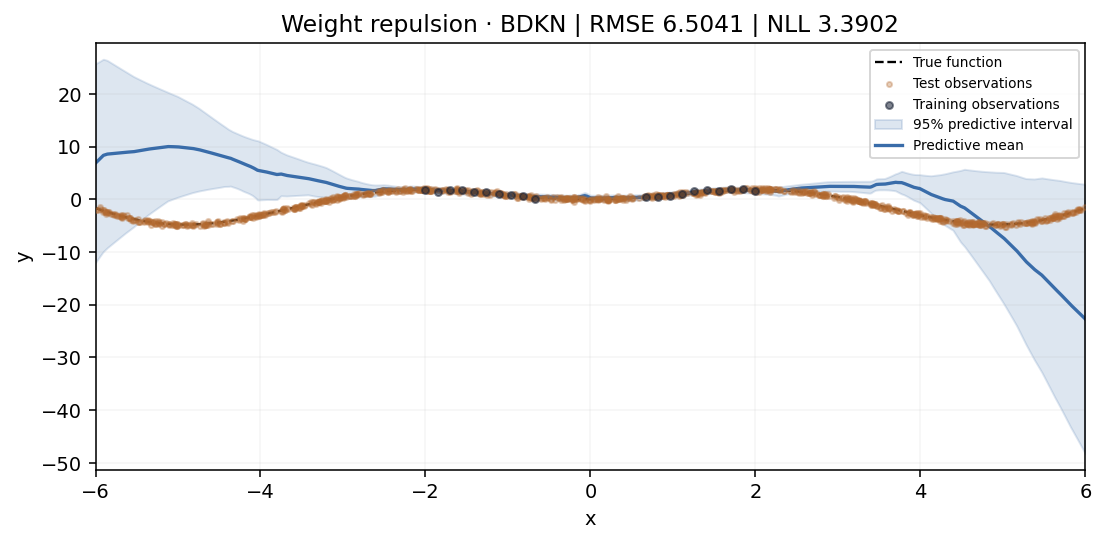 Weight repulsion · BDKN | RMSE 6.5041 | NLL 3.3902
True function
Test observations
Training observations
95% predictive interval
Predictive mean
20
10
0
−10
−20
−30
−40
−50
y
−6
−4
−2
0
2
4
6
x